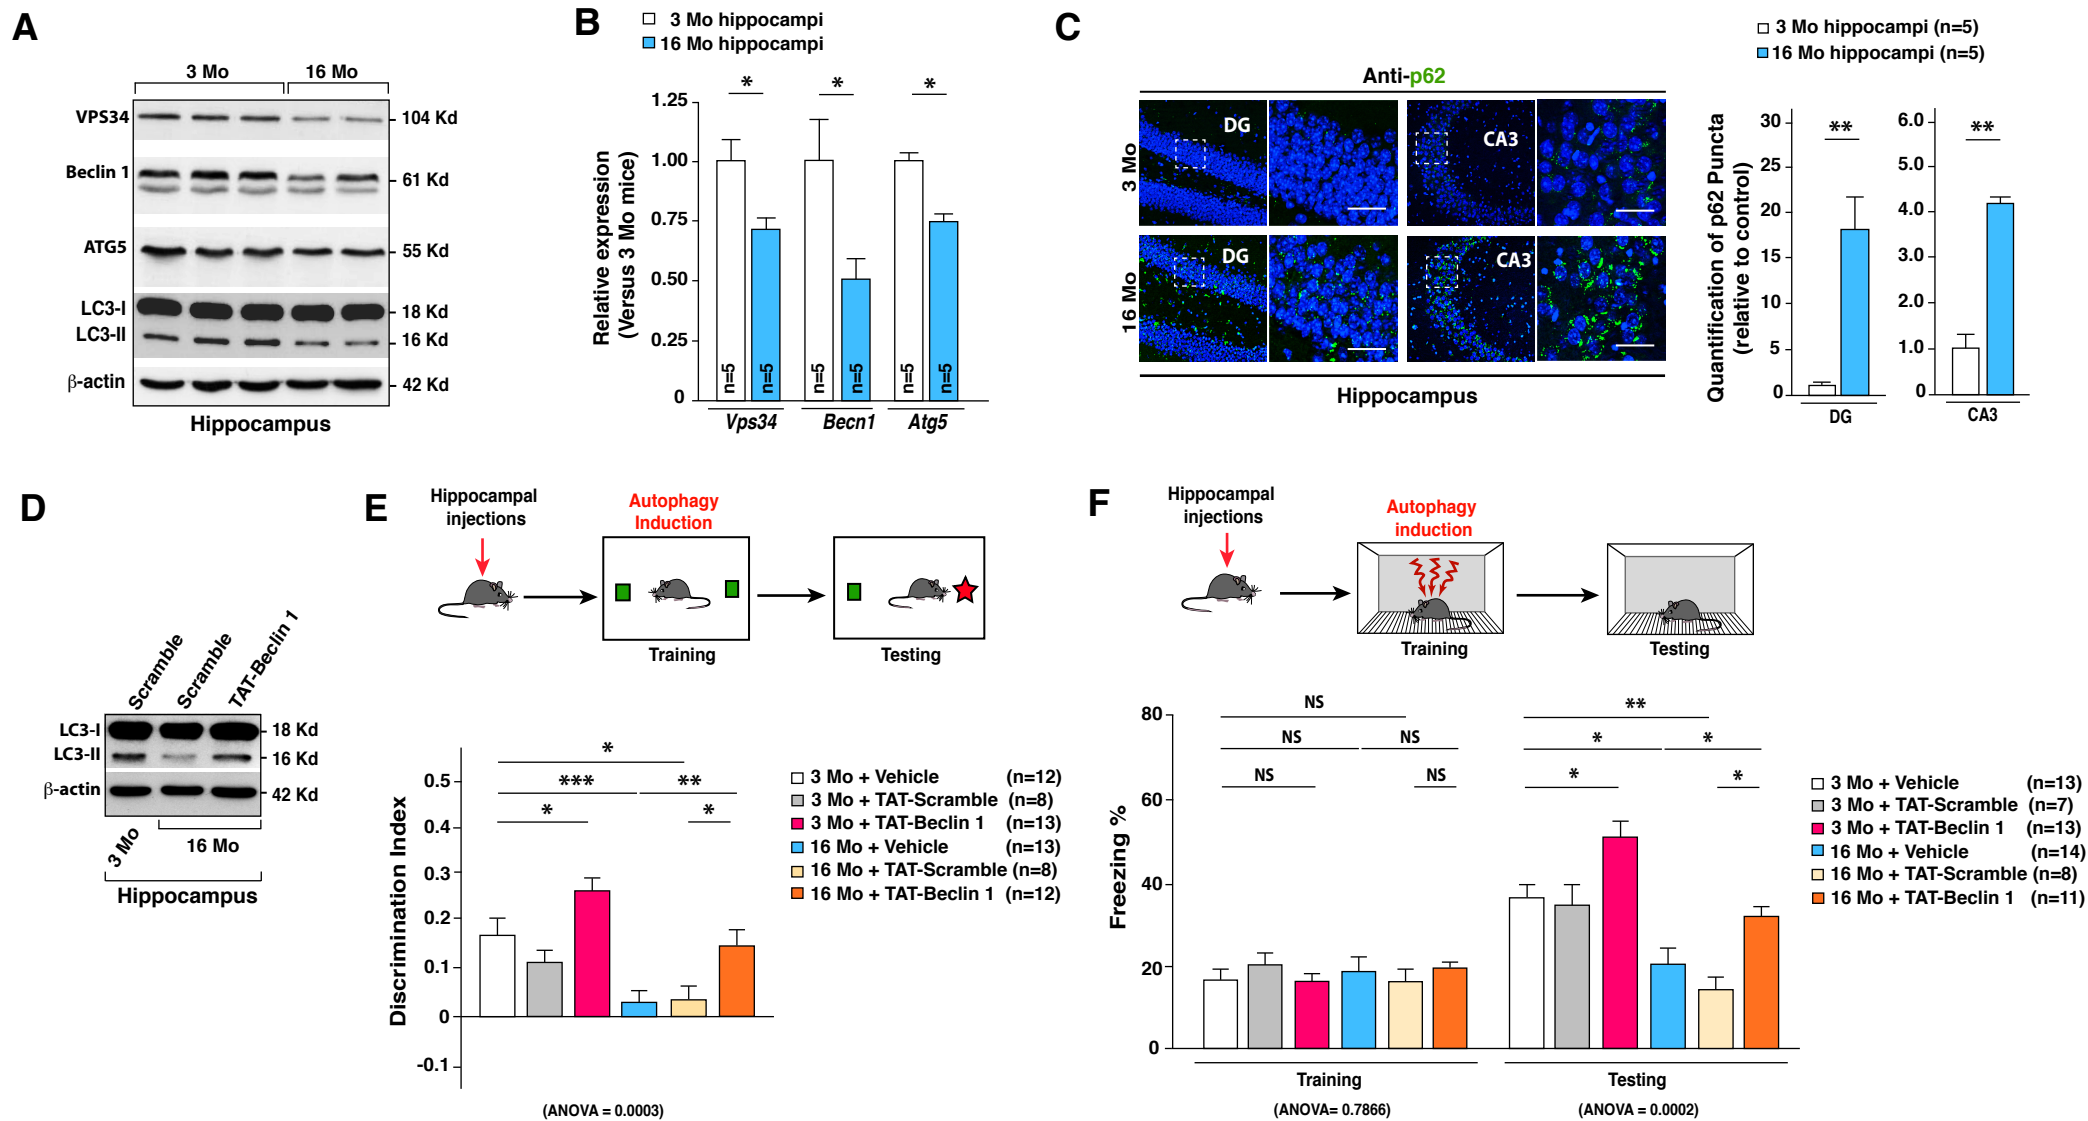 A
3 Mo
16 Mo
VPS34
104 Kd
Beclin 1
61 Kd
ATG5
55 Kd
LC3-I
18 Kd
LC3-II
16 Kd
β-actin
42 Kd
Hippocampus
B
3 Mo hippocampi
16 Mo hippocampi
Relative expression
(Versus 3 Mo mice)
1.25
1.00
0.75
0.50
0.25
0
*
*
*
n=5
n=5
n=5
n=5
n=5
n=5
Vps34
Becn1
Atg5
C
Anti-p62
3 Mo
DG
CA3
16 Mo
DG
CA3
Hippocampus
3 Mo hippocampi (n=5)
16 Mo hippocampi (n=5)
Quantification of p62 Puncta
(relative to control)
30
25
20
15
10
5
0
**
DG
6.0
5.0
4.0
3.0
2.0
1.0
0
**
CA3
D
Scramble
Scramble
TAT-Beclin 1
LC3-I
18 Kd
LC3-II
16 Kd
β-actin
42 Kd
3 Mo
16 Mo
Hippocampus
E
Hippocampal
injections
Autophagy
Induction
Training
Testing
Discrimination Index
0.5
0.4
0.3
0.2
0.1
0
-0.1
*
***
**
*
*
(ANOVA = 0.0003)
3 Mo + Vehicle (n=12)
3 Mo + TAT-Scramble (n=8)
3 Mo + TAT-Beclin 1 (n=13)
16 Mo + Vehicle (n=13)
16 Mo + TAT-Scramble (n=8)
16 Mo + TAT-Beclin 1 (n=12)
F
Hippocampal
injections
Autophagy
induction
Training
Testing
Freezing %
80
60
40
20
0
NS
NS
NS
NS
NS
**
*
*
*
*
Training
Testing
(ANOVA= 0.7866)
(ANOVA = 0.0002)
3 Mo + Vehicle (n=13)
3 Mo + TAT-Scramble (n=7)
3 Mo + TAT-Beclin 1 (n=13)
16 Mo + Vehicle (n=14)
16 Mo + TAT-Scramble (n=8)
16 Mo + TAT-Beclin 1 (n=11)